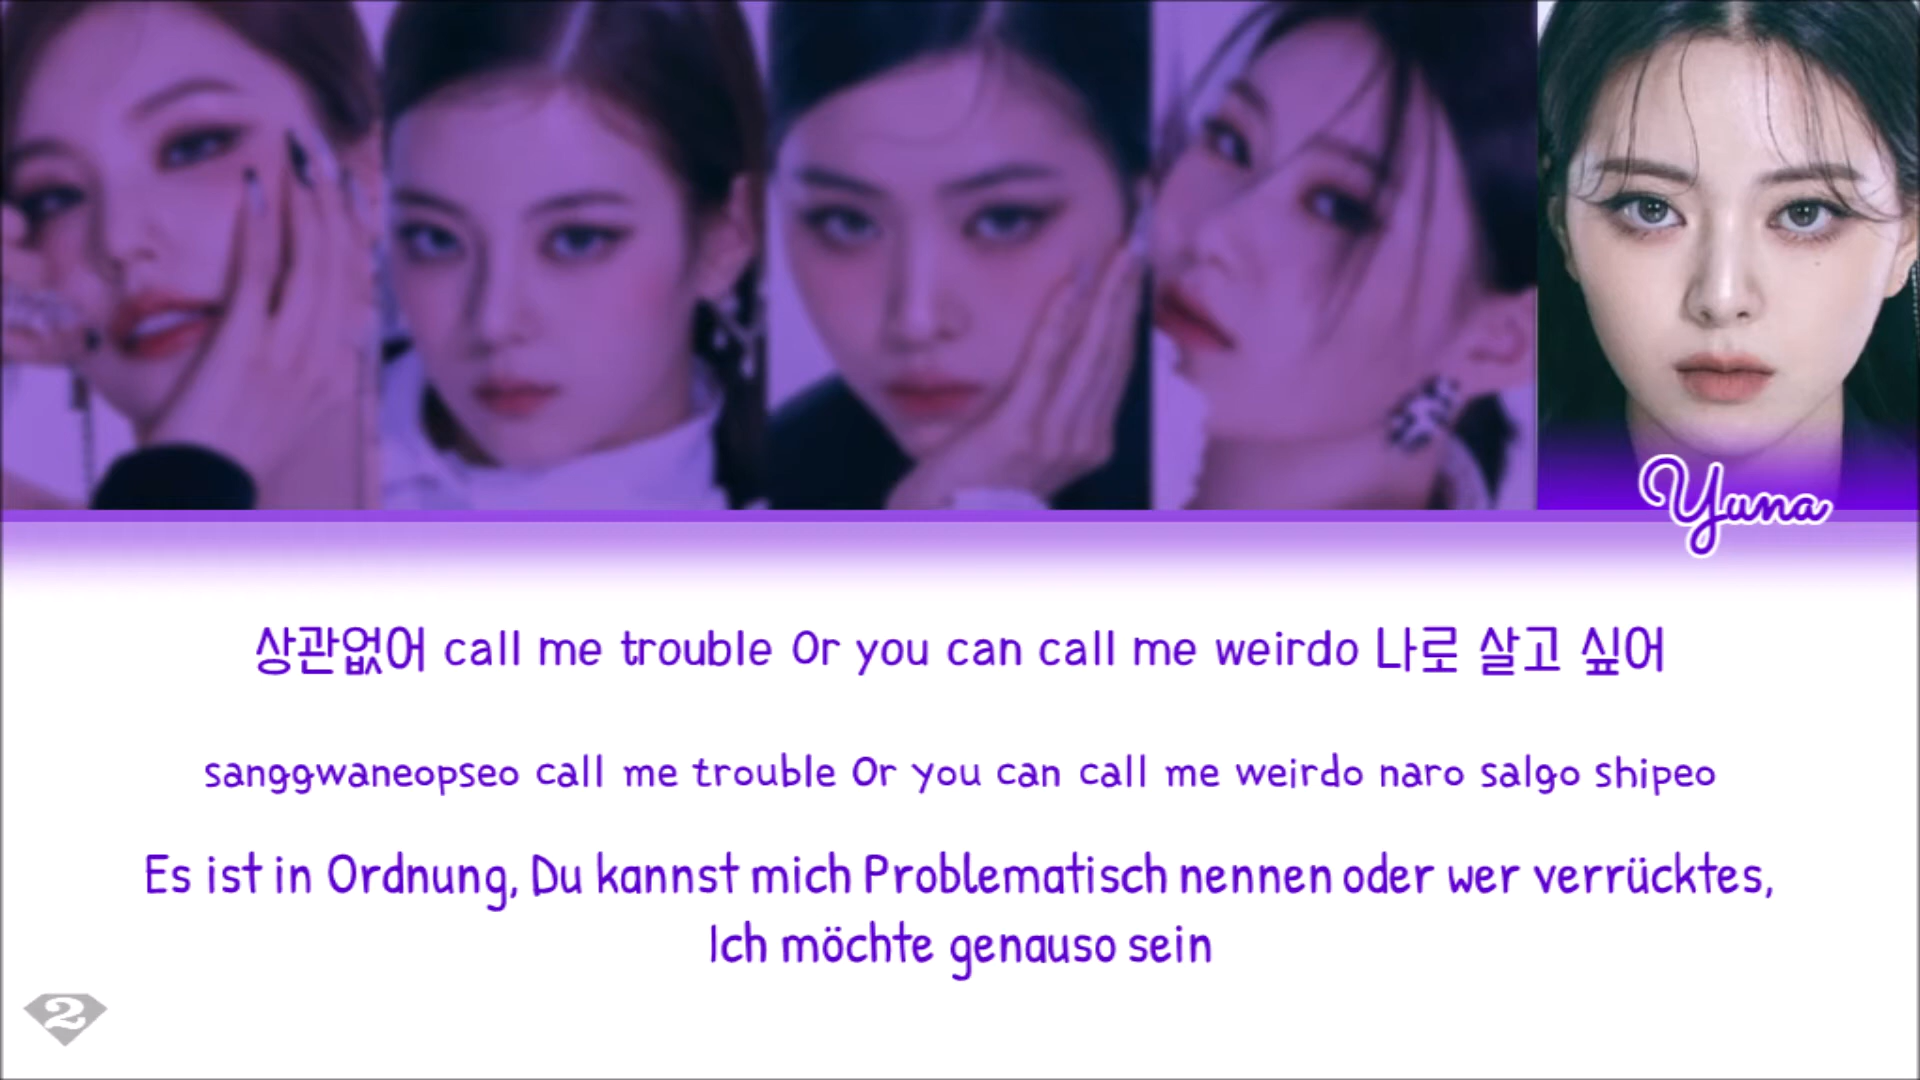 Yuna
상관없어 call me trouble Or you can call me weirdo 나로 살고 싶어
sanggwaneopseo call me trouble Or you can call me weirdo naro salgo shipeo
Es ist in Ordnung, Du kannst mich Problematisch nennen oder wer verrücktes,
Ich möchte genauso sein
2